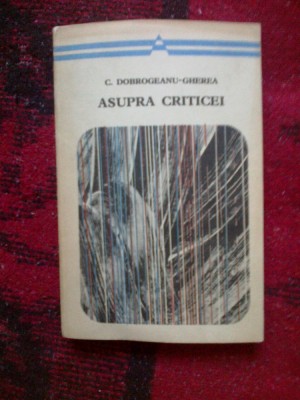 C. DOBROGEANU-GHEREA
ASUPRA CRITICEI